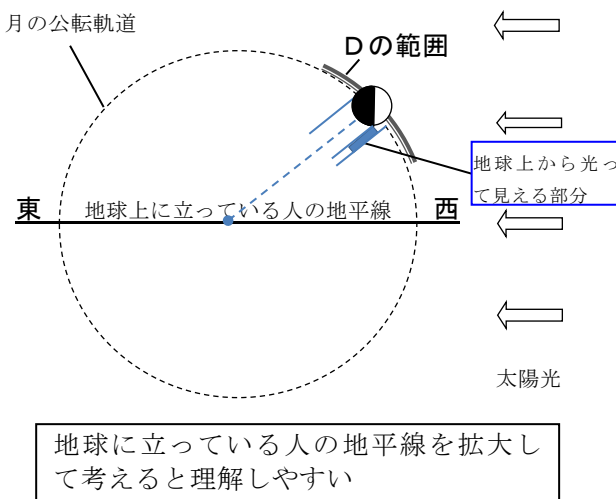 月の公転軌道
Dの範囲
地球上から光っ
て見える部分
東
地球上に立っている人の地平線
西
太陽光
地球に立っている人の地平線を拡大し
て考えると理解しやすい